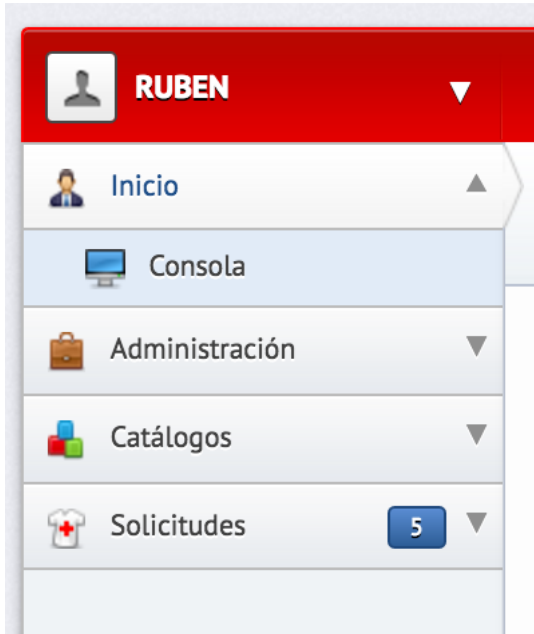 RUBEN
Inicio
Consola
Administración
Catálogos
Solicitudes 5